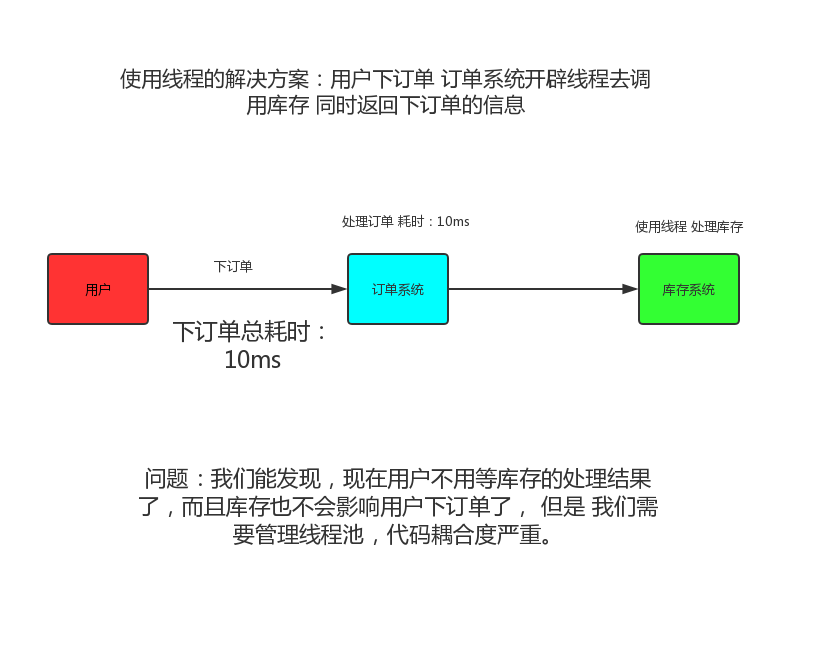 使用线程的解决方案：用户下订单 订单系统开辟线程去调
用库存 同时返回下订单的信息
处理订单 耗时：10ms
使用线程 处理库存
下订单
用户
订单系统
库存系统
下订单总耗时：
10ms
问题：我们能发现，现在用户不用等库存的处理结果
了，而且库存也不会影响用户下订单了， 但是 我们需
要管理线程池，代码耦合度严重。